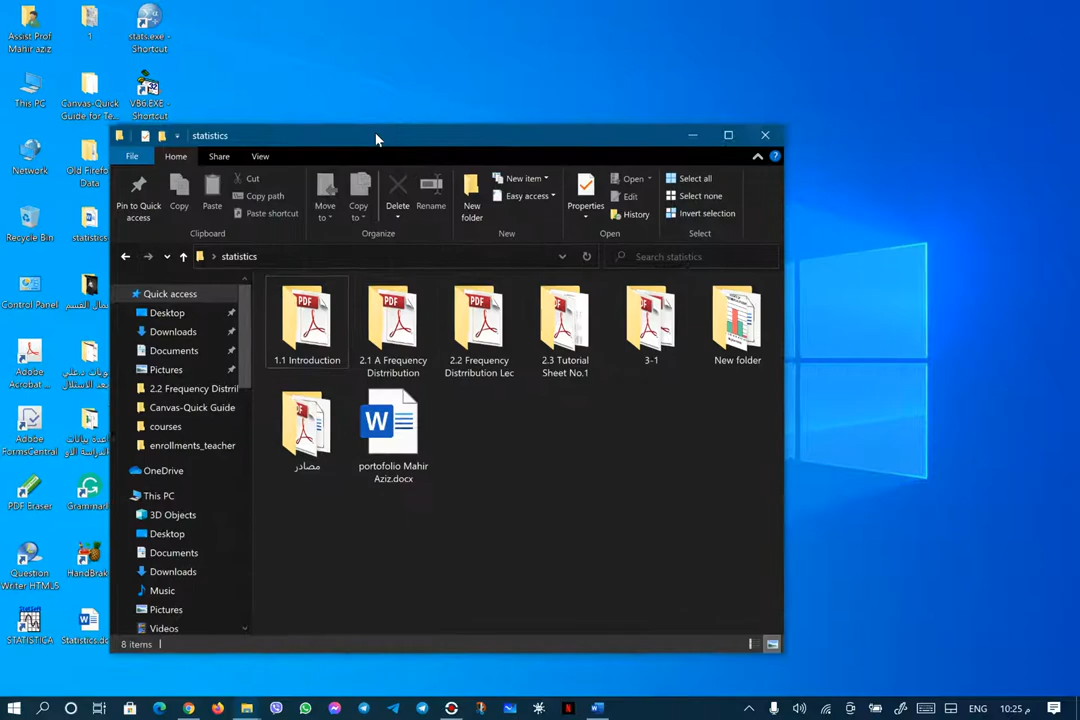 Assist.Prof.
Mahir aziz
1
stats.exe -
Shortcut
This PC
Canvas-Quick
Guide for Te...
VB6.EXE -
Shortcut
Network
Old Firefo
Data
Recycle Bin
statistics
Control Panel
Adobe
Acrobat ...
Adobe
FormsCentral
PDF Eraser
Grammarl
Question
Writer HTML5
HandBrak
STATISTICA
Statistics.do
statistics
File
Home
Share
View
Pin to Quick
access
Copy
Paste
Cut
Copy path
Paste shortcut
Clipboard
Move
to
Copy
to
Delete
Rename
Organize
New
folder
New item
Easy access
New
Properties
Open
Edit
History
Open
Select all
Select none
Invert selection
Select
statistics
Search statistics
Quick access
Desktop
Downloads
Documents
Pictures
2.2 Frequency Distrril
Canvas-Quick Guide
courses
enrollments_teacher
OneDrive
This PC
3D Objects
Desktop
Documents
Downloads
Music
Pictures
Videos
1.1 Introduction
2.1 A Frequency
Distrribution
2.2 Frequency
Distrribution Lec
2.3 Tutorial
Sheet No.1
3-1
New folder
مصادر
portofolio Mahir
Aziz.docx
8 items
ENG
10:25 م